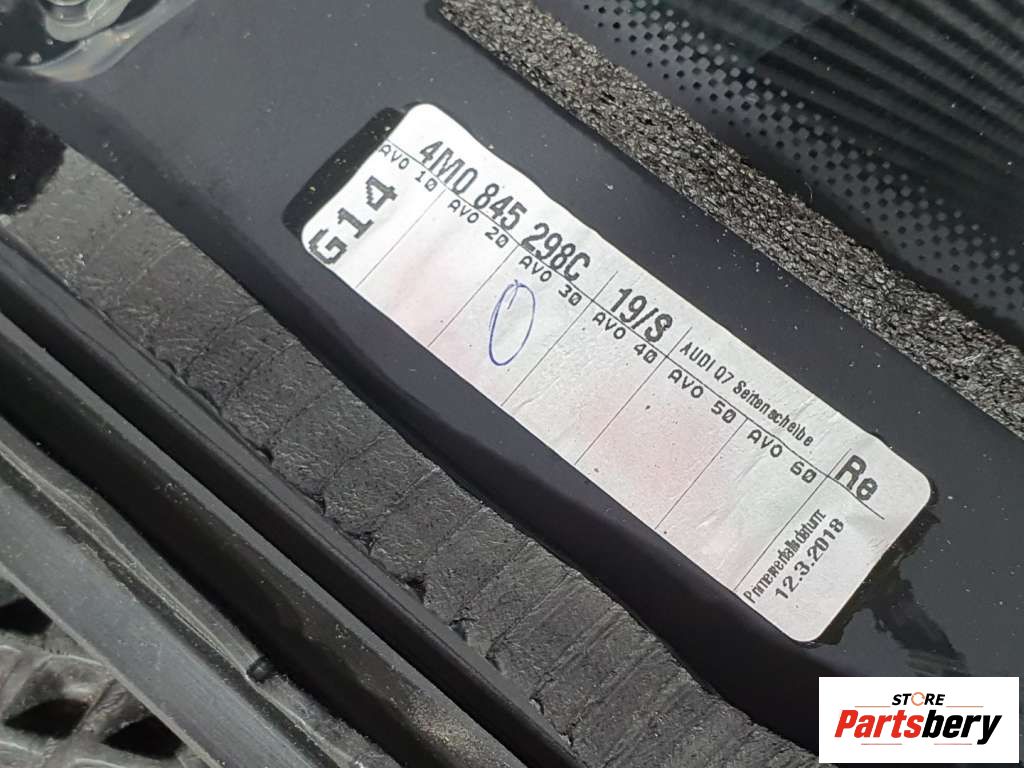 4M0 845 298C 19/S AUDI Q7 Seitenscheibe Re
G14
AVO 10 AVO 20 AVO 30 AVO 40 AVO 50 AVO 60
Primerverfallsdatum:
12.3.2018
STORE
Partsbery